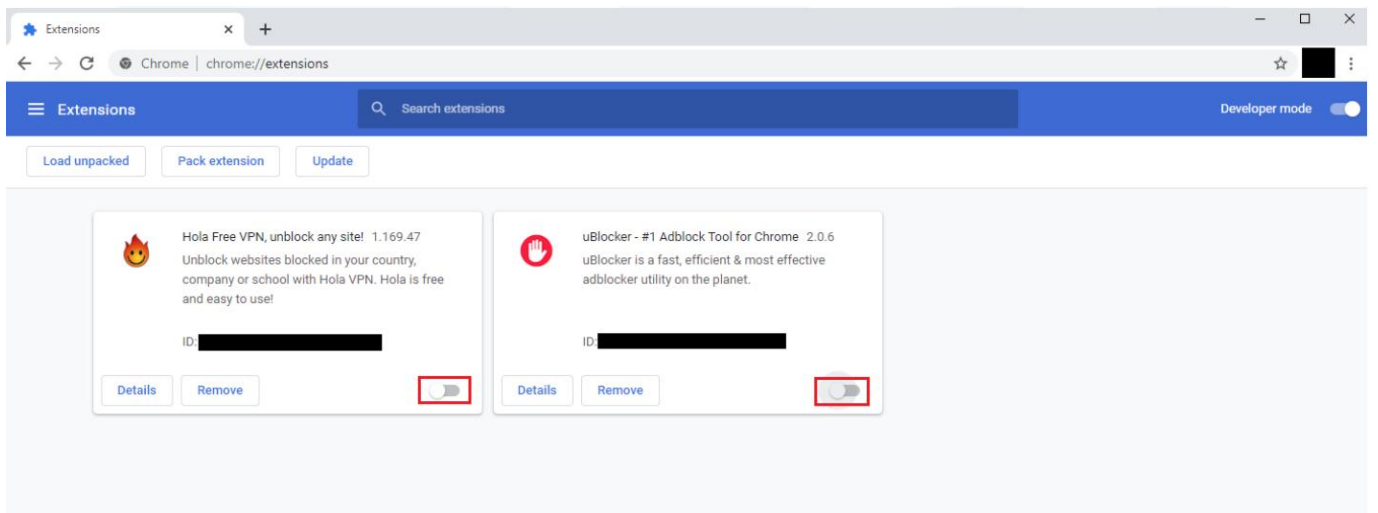 Extensions
Chrome | chrome://extensions
Extensions
Search extensions
Developer mode
Load unpacked
Pack extension
Update
Hola Free VPN, unblock any site! 1.169.47
Unblock websites blocked in your country,
company or school with Hola VPN. Hola is free
and easy to use!
ID:
Details
Remove
uBlocker - #1 Adblock Tool for Chrome 2.0.6
uBlocker is a fast, efficient & most effective
adblocker utility on the planet.
ID:
Details
Remove